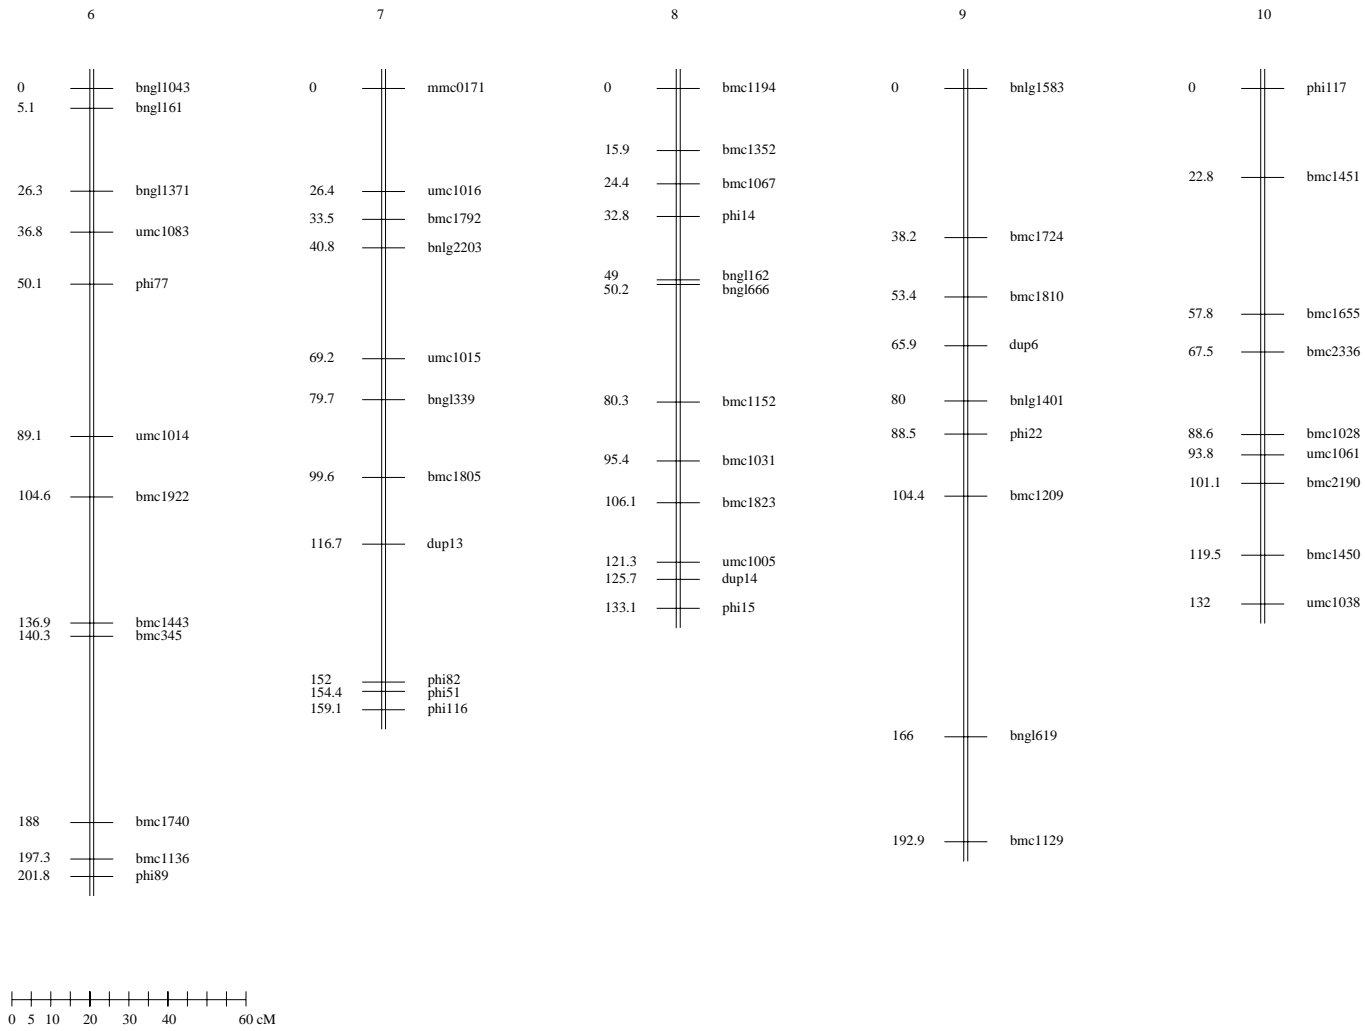 6
0 bngl1043
5.1 bngl161
26.3 bngl1371
36.8 umc1083
50.1 phi77
89.1 umc1014
104.6 bmc1922
136.9 bmc1443
140.3 bmc345
188 bmc1740
197.3 bmc1136
201.8 phi89
7
0 mmc0171
26.4 umc1016
33.5 bmc1792
40.8 bnlg2203
69.2 umc1015
79.7 bngl339
99.6 bmc1805
116.7 dup13
152 phi82
154.4 phi51
159.1 phi116
8
0 bmc1194
15.9 bmc1352
24.4 bmc1067
32.8 phi14
49 bngl162
50.2 bngl666
80.3 bmc1152
95.4 bmc1031
106.1 bmc1823
121.3 umc1005
125.7 dup14
133.1 phi15
9
0 bnlg1583
38.2 bmc1724
53.4 bmc1810
65.9 dup6
80 bnlg1401
88.5 phi22
104.4 bmc1209
166 bngl619
192.9 bmc1129
10
0 phi117
22.8 bmc1451
57.8 bmc1655
67.5 bmc2336
88.6 bmc1028
93.8 umc1061
101.1 bmc2190
119.5 bmc1450
132 umc1038
0 5 10 20 30 40 60 cM